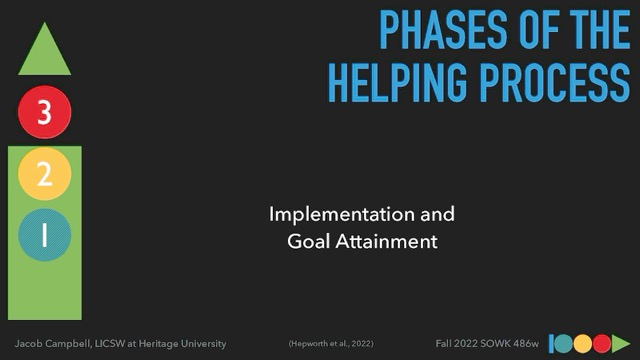 PHASES OF THE
HELPING PROCESS
3
2
1
Implementation and
Goal Attainment
Jacob Campbell, LICSW at Heritage University
(Hepworth et al., 2022)
Fall 2022 SOWK 486w